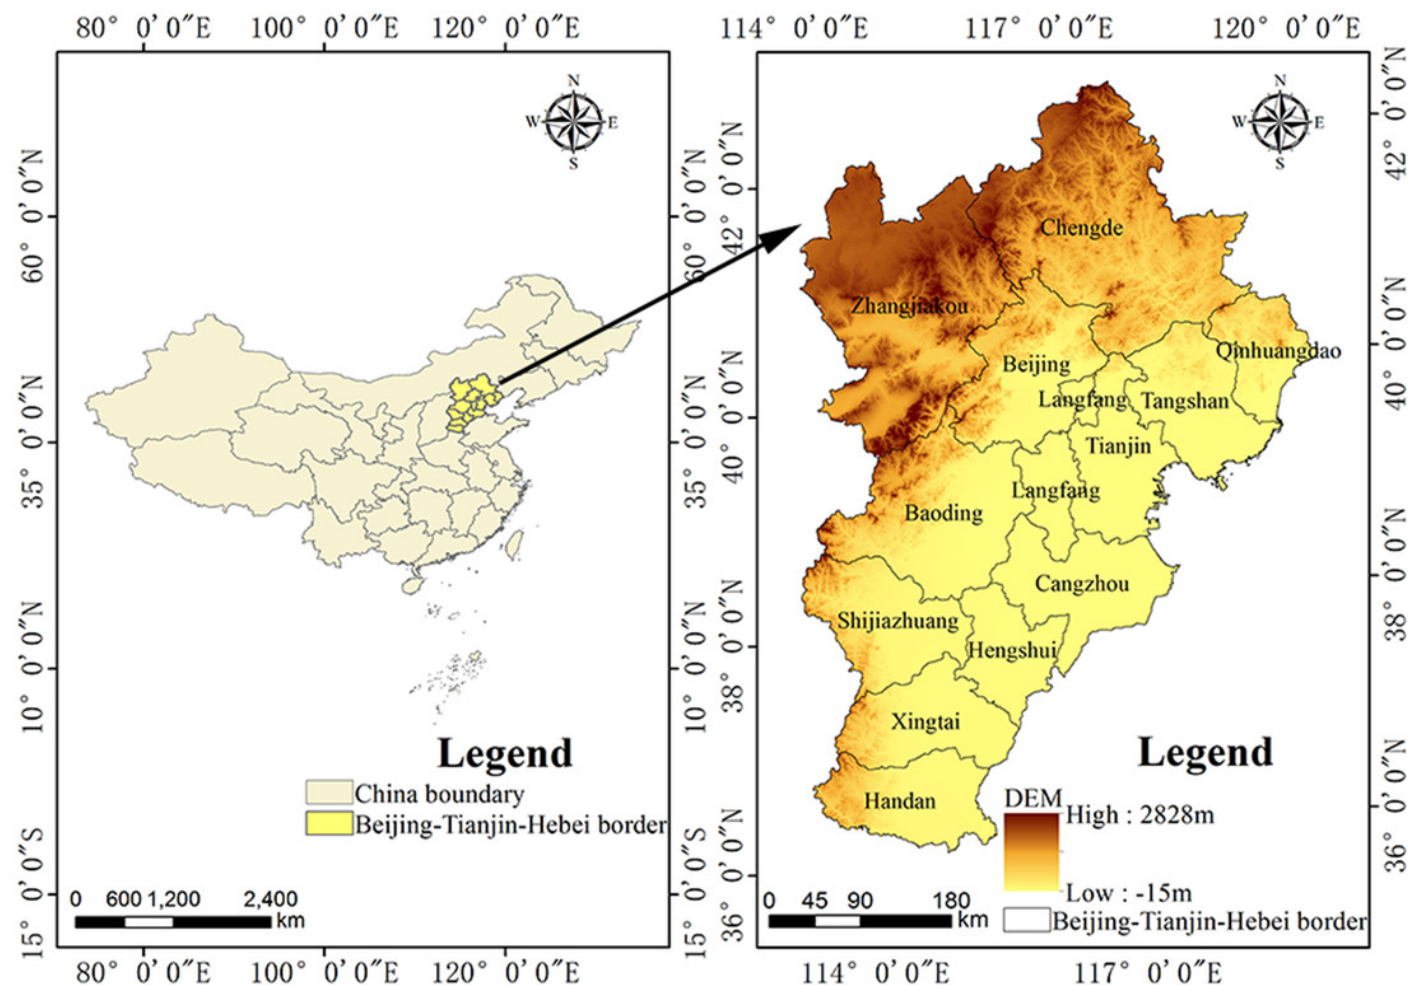 80° 0′ 0″E 100° 0′ 0″E 120° 0′ 0″E
114° 0′ 0″E 117° 0′ 0″E 120° 0′ 0″E
N
W E
S
60° 0′ 0″N
35° 0′ 0″N
10° 0′ 0″N
15° 0′ 0″S
60° 0′ 0″N
35° 0′ 0″N
10° 0′ 0″N
15° 0′ 0″S
Legend
China boundary
Beijing-Tianjin-Hebei border
0 600 1,200 2,400
km
80° 0′ 0″E 100° 0′ 0″E 120° 0′ 0″E
N
W E
S
42° 0′ 0″N
40° 0′ 0″N
38° 0′ 0″N
36° 0′ 0″N
42° 0′ 0″N
40° 0′ 0″N
38° 0′ 0″N
36° 0′ 0″N
Chengde
Zhangjiakou
Qinhuangdao
Beijing
Langfang
Tangshan
Tianjin
Langfang
Baoding
Cangzhou
Shijiazhuang
Hengshui
Xingtai
Handan
Legend
DEM
High : 2828m
Low : -15m
Beijing-Tianjin-Hebei border
0 45 90 180
km
114° 0′ 0″E 117° 0′ 0″E